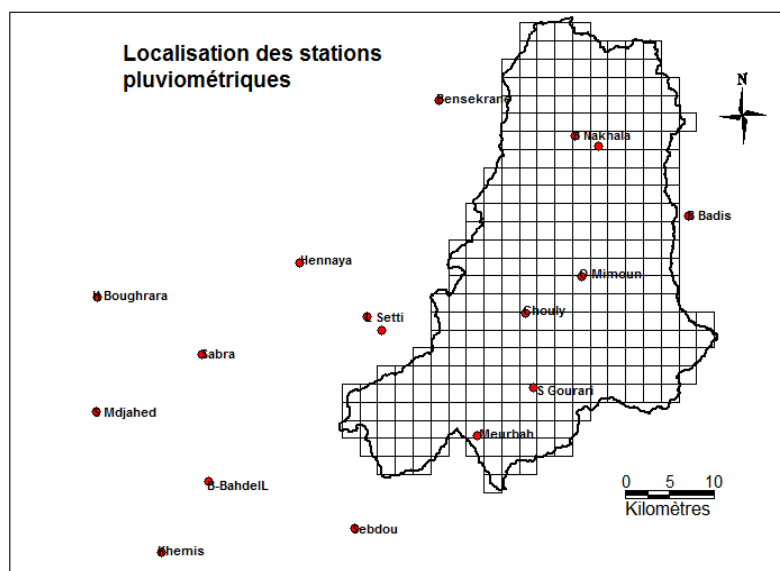 Localisation des stations
pluviométriques
N
Bensekrane
B Nakhala
B Badis
Hennaya
O Mimoun
H Boughrara
L Setti
Chouly
Sabra
S Gourari
Mdjahed
Meurbah
B-BahdelL
0 5 10
Kilomètres
Sebdou
Khemis